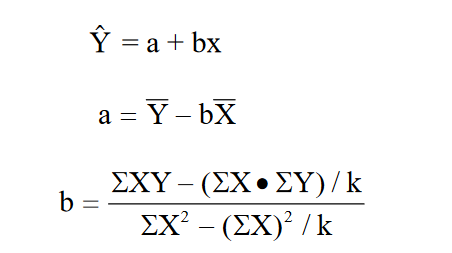 Ŷ = a + bx
a = Y̅ – bX̅
b = ΣXY – (ΣX • ΣY) / k
ΣX² – (ΣX)² / k